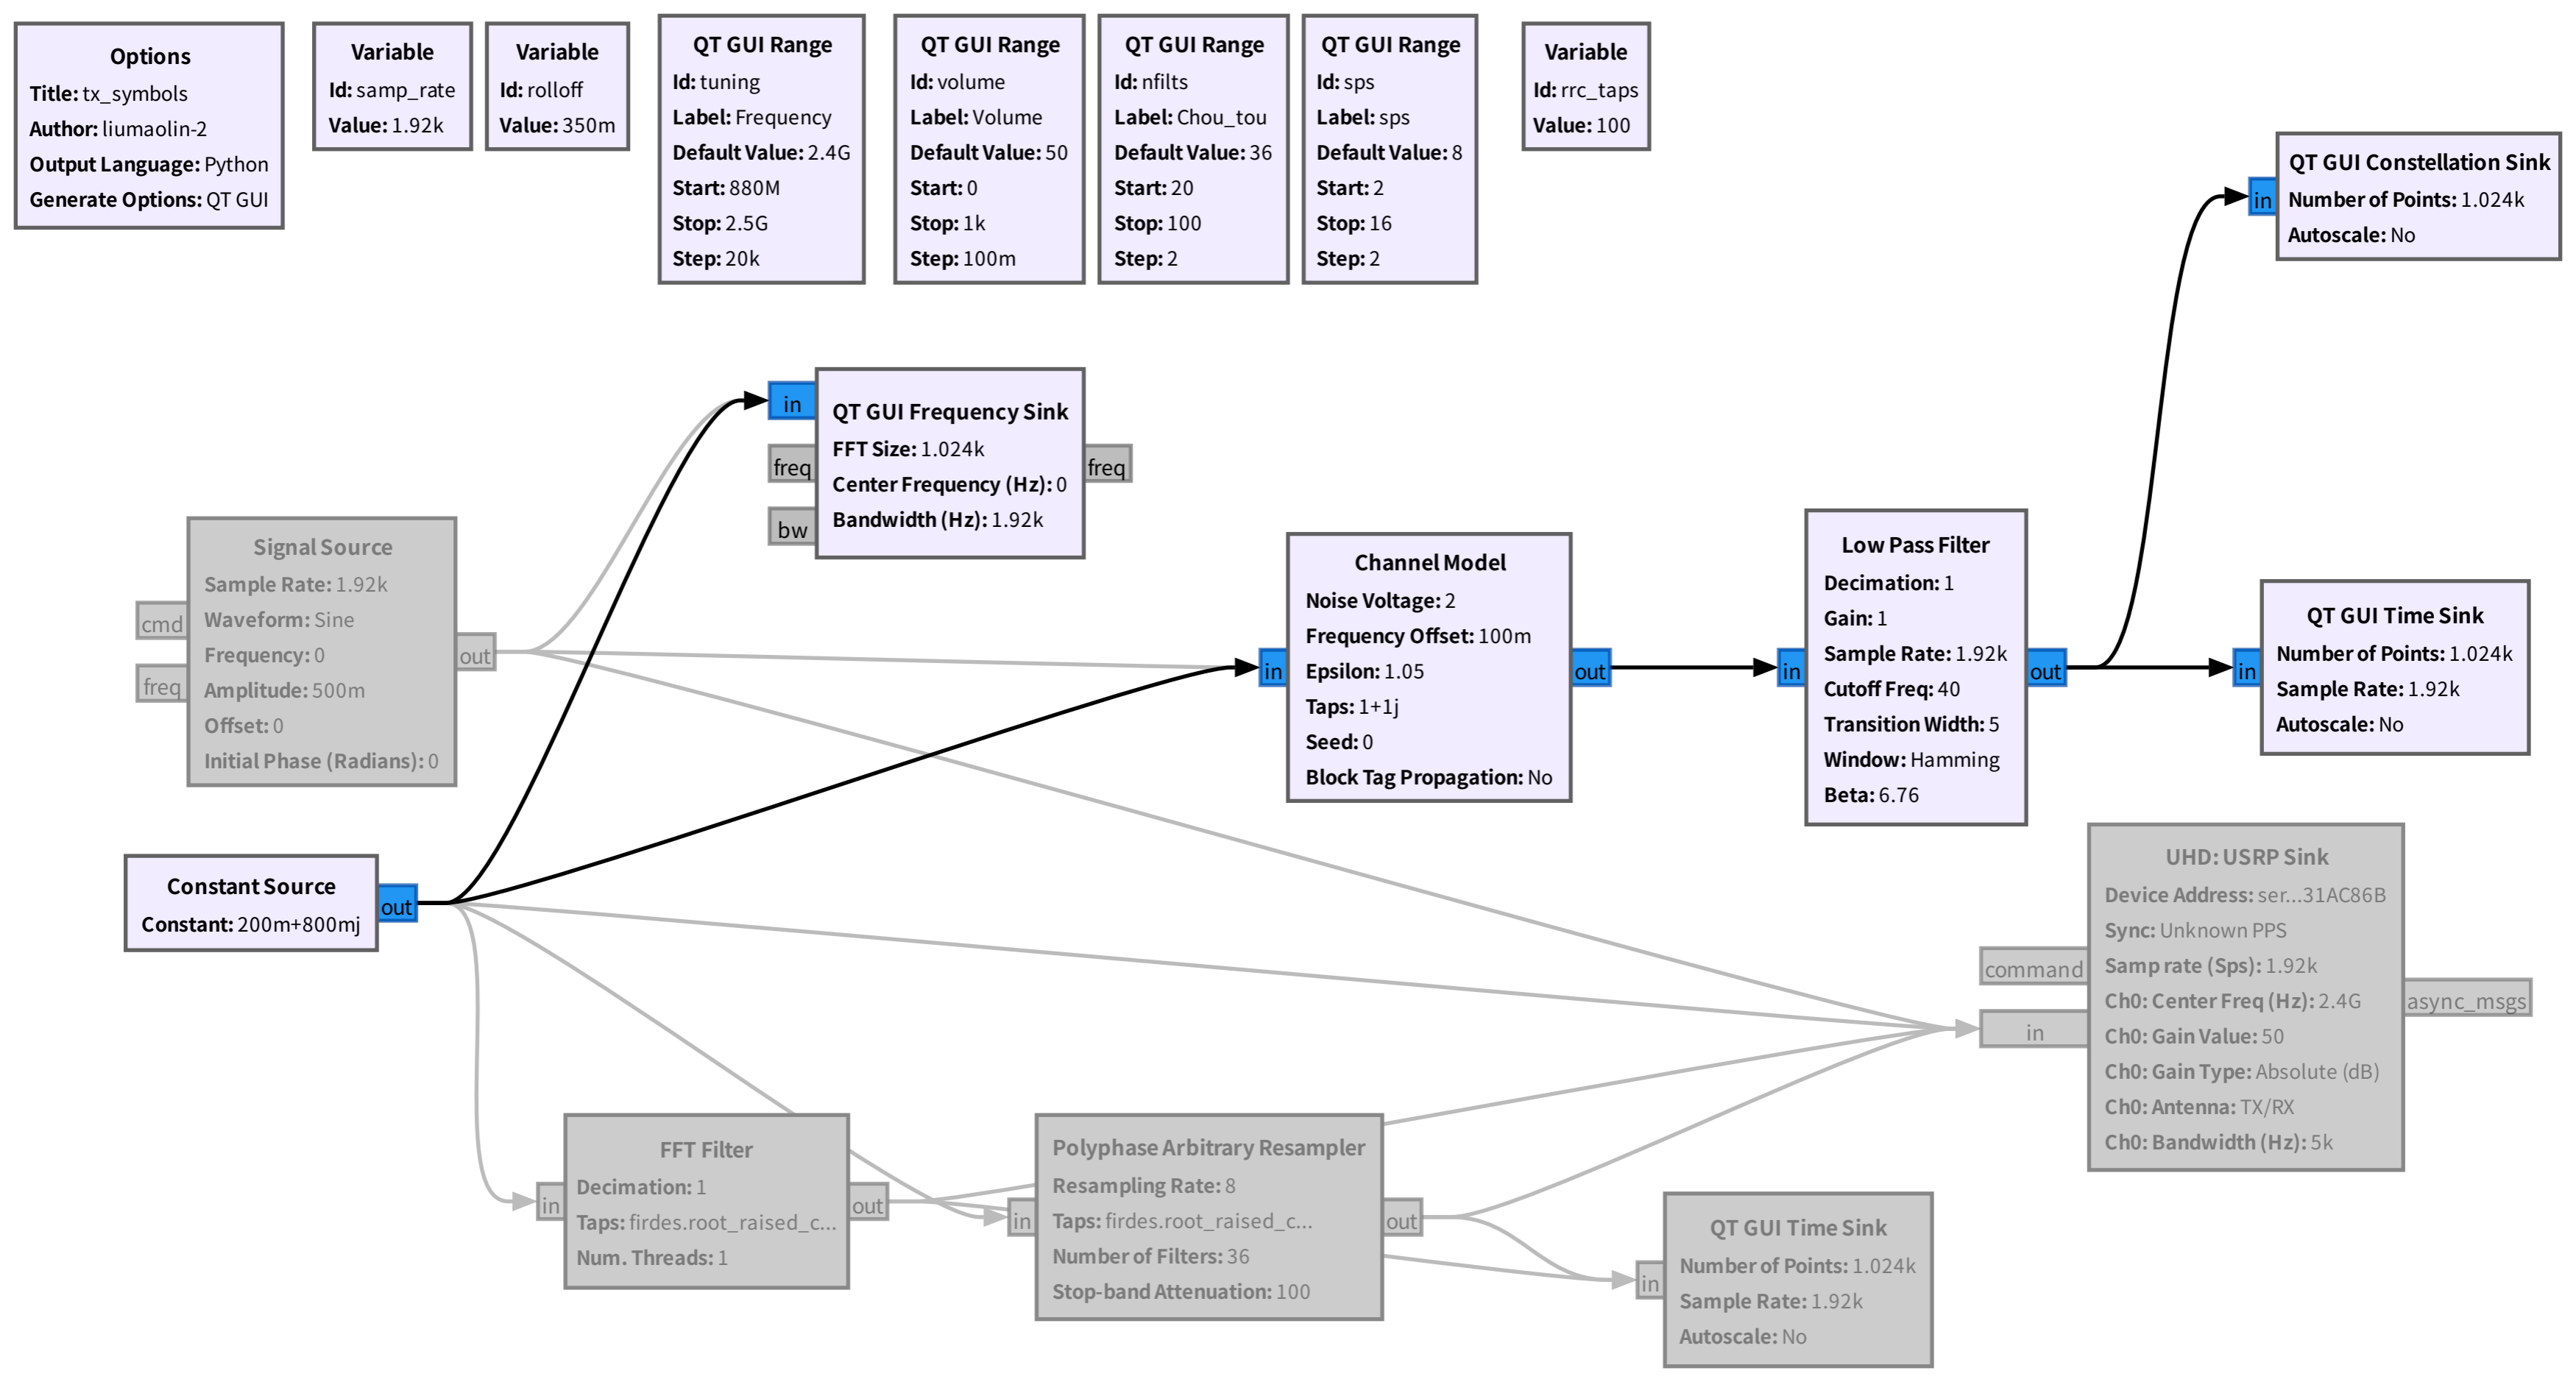 Options
Title: tx_symbols
Author: liumaolin-2
Output Language: Python
Generate Options: QT GUI
Variable
Id: samp_rate
Value: 1.92k
Variable
Id: rolloff
Value: 350m
QT GUI Range
Id: tuning
Label: Frequency
Default Value: 2.4G
Start: 880M
Stop: 2.5G
Step: 20k
QT GUI Range
Id: volume
Label: Volume
Default Value: 50
Start: 0
Stop: 1k
Step: 100m
QT GUI Range
Id: nfilts
Label: Chou_tou
Default Value: 36
Start: 20
Stop: 100
Step: 2
QT GUI Range
Id: sps
Label: sps
Default Value: 8
Start: 2
Stop: 16
Step: 2
Variable
Id: rrc_taps
Value: 100
in
QT GUI Constellation Sink
Number of Points: 1.024k
Autoscale: No
in
freq
bw
QT GUI Frequency Sink
FFT Size: 1.024k
Center Frequency (Hz): 0
Bandwidth (Hz): 1.92k
freq
cmd
freq
Signal Source
Sample Rate: 1.92k
Waveform: Sine
Frequency: 0
Amplitude: 500m
Offset: 0
Initial Phase (Radians): 0
out
in
Channel Model
Noise Voltage: 2
Frequency Offset: 100m
Epsilon: 1.05
Taps: 1+1j
Seed: 0
Block Tag Propagation: No
out
in
Low Pass Filter
Decimation: 1
Gain: 1
Sample Rate: 1.92k
Cutoff Freq: 40
Transition Width: 5
Window: Hamming
Beta: 6.76
out
in
QT GUI Time Sink
Number of Points: 1.024k
Sample Rate: 1.92k
Autoscale: No
Constant Source
Constant: 200m+800mj
out
command
in
UHD: USRP Sink
Device Address: ser...31AC86B
Sync: Unknown PPS
Samp rate (Sps): 1.92k
Ch0: Center Freq (Hz): 2.4G
Ch0: Gain Value: 50
Ch0: Gain Type: Absolute (dB)
Ch0: Antenna: TX/RX
Ch0: Bandwidth (Hz): 5k
async_msgs
in
FFT Filter
Decimation: 1
Taps: firdes.root_raised_c...
Num. Threads: 1
out
in
Polyphase Arbitrary Resampler
Resampling Rate: 8
Taps: firdes.root_raised_c...
Number of Filters: 36
Stop-band Attenuation: 100
out
in
QT GUI Time Sink
Number of Points: 1.024k
Sample Rate: 1.92k
Autoscale: No